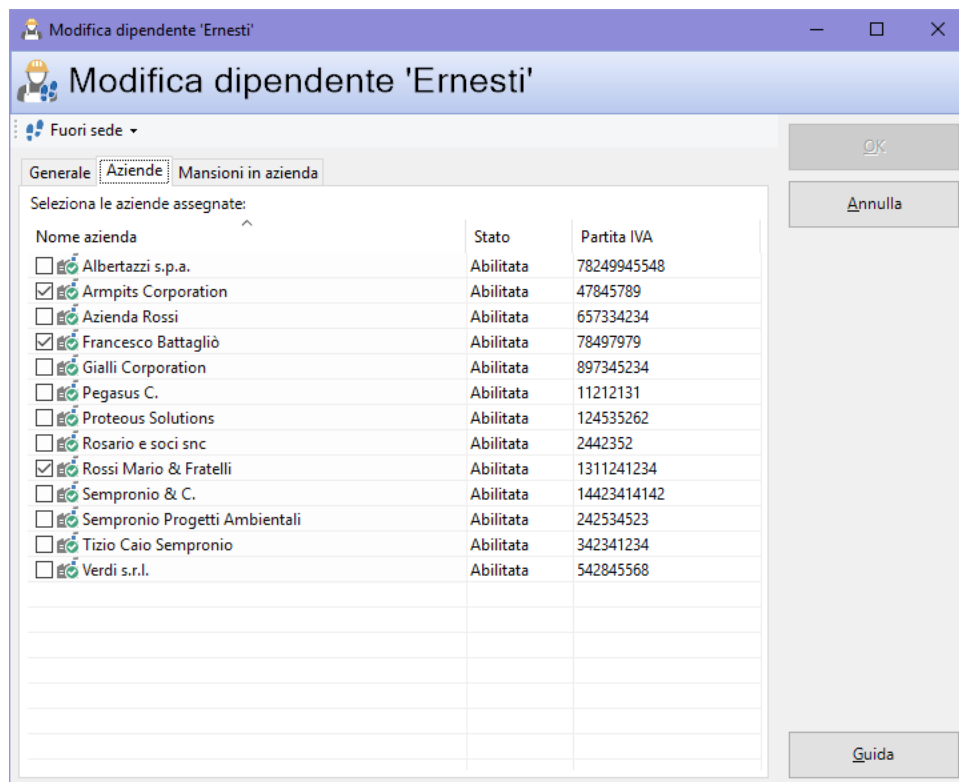 Modifica dipendente 'Ernesti'
Modifica dipendente 'Ernesti'
Fuori sede
OK
Generale Aziende Mansioni in azienda
Annulla
Seleziona le aziende assegnate:
Nome azienda Stato Partita IVA
Albertazzi s.p.a. Abilitata 78249945548
Armpits Corporation Abilitata 47845789
Azienda Rossi Abilitata 657334234
Francesco Battagliò Abilitata 78497979
Gialli Corporation Abilitata 897345234
Pegasus C. Abilitata 11212131
Proteous Solutions Abilitata 124535262
Rosario e soci snc Abilitata 2442352
Rossi Mario & Fratelli Abilitata 1311241234
Sempronio & C. Abilitata 14423414142
Sempronio Progetti Ambientali Abilitata 242534523
Tizio Caio Sempronio Abilitata 342341234
Verdi s.r.l. Abilitata 542845568
Guida